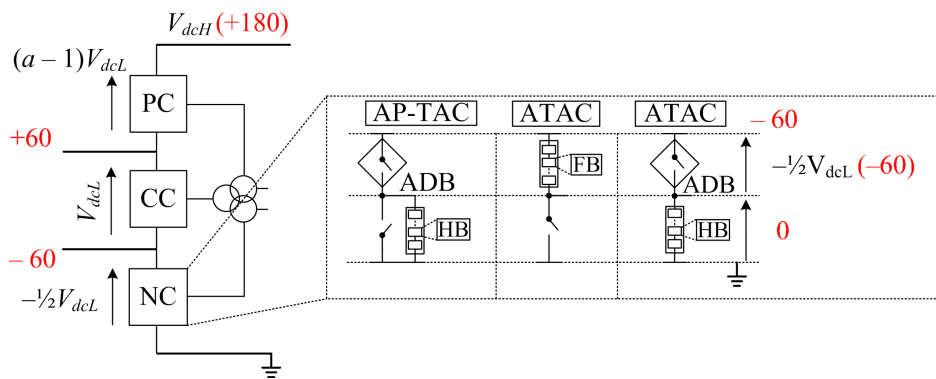 V_dcH (+180)
(a – 1)V_dcL
PC
+60
V_dcL
CC
– 60
–½V_dcL
NC
AP-TAC
ATAC
ATAC
– 60
FB
ADB
ADB
–½V_dcL (–60)
HB
HB
0